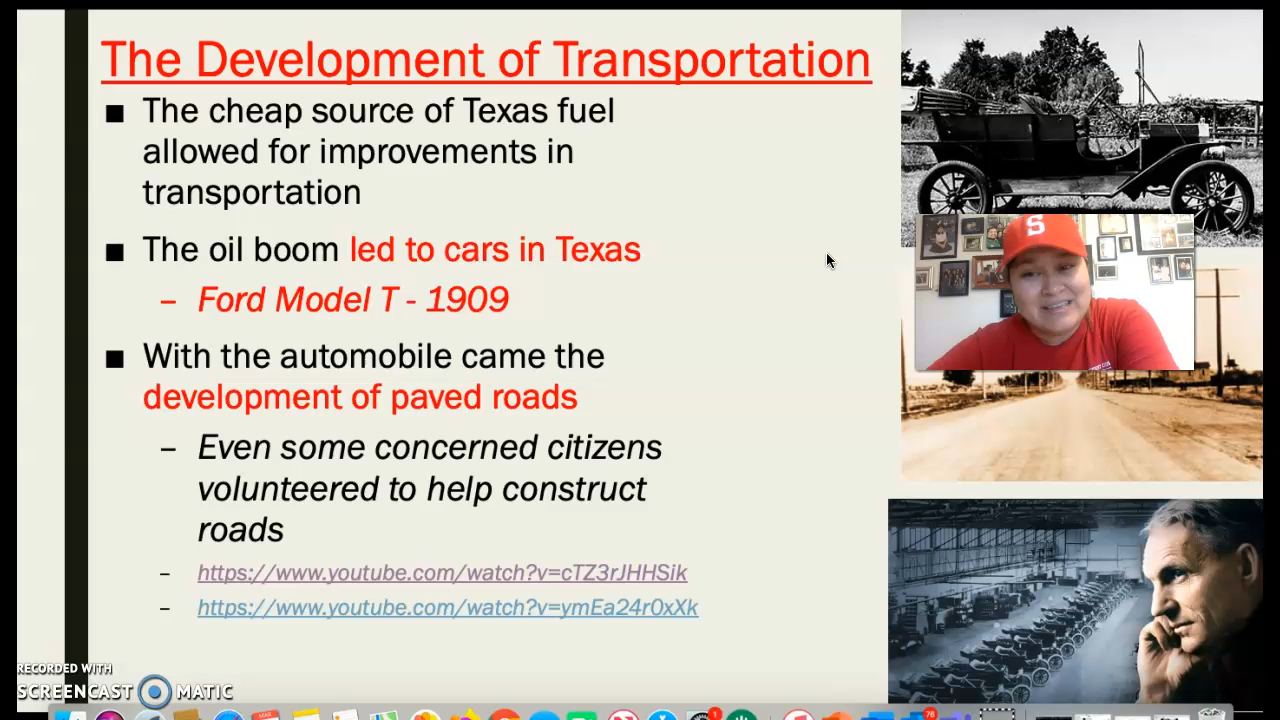 The Development of Transportation
■ The cheap source of Texas fuel
allowed for improvements in
transportation
■ The oil boom led to cars in Texas
– Ford Model T - 1909
■ With the automobile came the
development of paved roads
– Even some concerned citizens
volunteered to help construct
roads
– https://www.youtube.com/watch?v=cTZ3rJHHSik
– https://www.youtube.com/watch?v=ymEa24r0xXk
S
RECORDED WITH
SCREENCAST MATIC
1
76